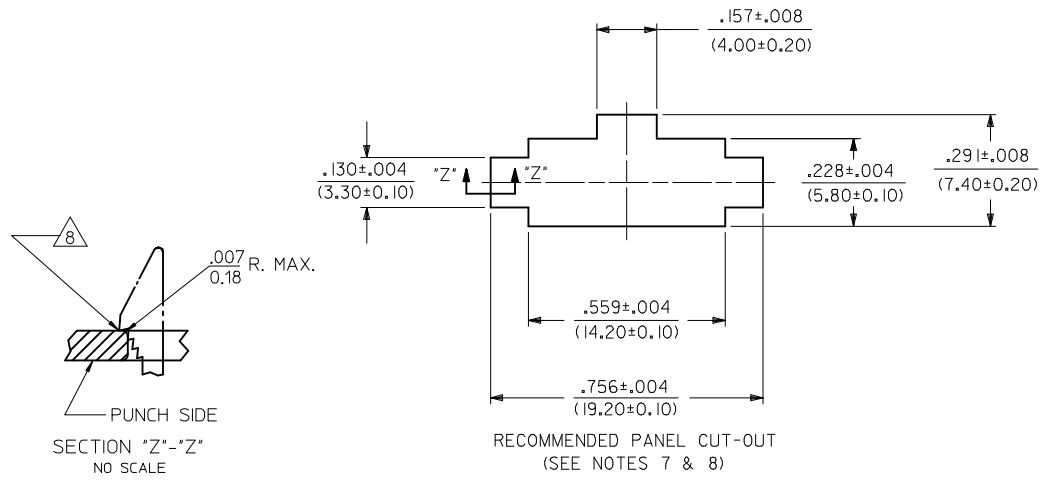 .157±.008
(4.00±0.20)
.130±.004
(3.30±0.10)
"Z"
"Z"
.228±.004
(5.80±0.10)
.291±.008
(7.40±0.20)
8
.007
0.18
R. MAX.
.559±.004
(14.20±0.10)
.756±.004
(19.20±0.10)
PUNCH SIDE
SECTION "Z"-"Z"
NO SCALE
RECOMMENDED PANEL CUT-OUT
(SEE NOTES 7 & 8)